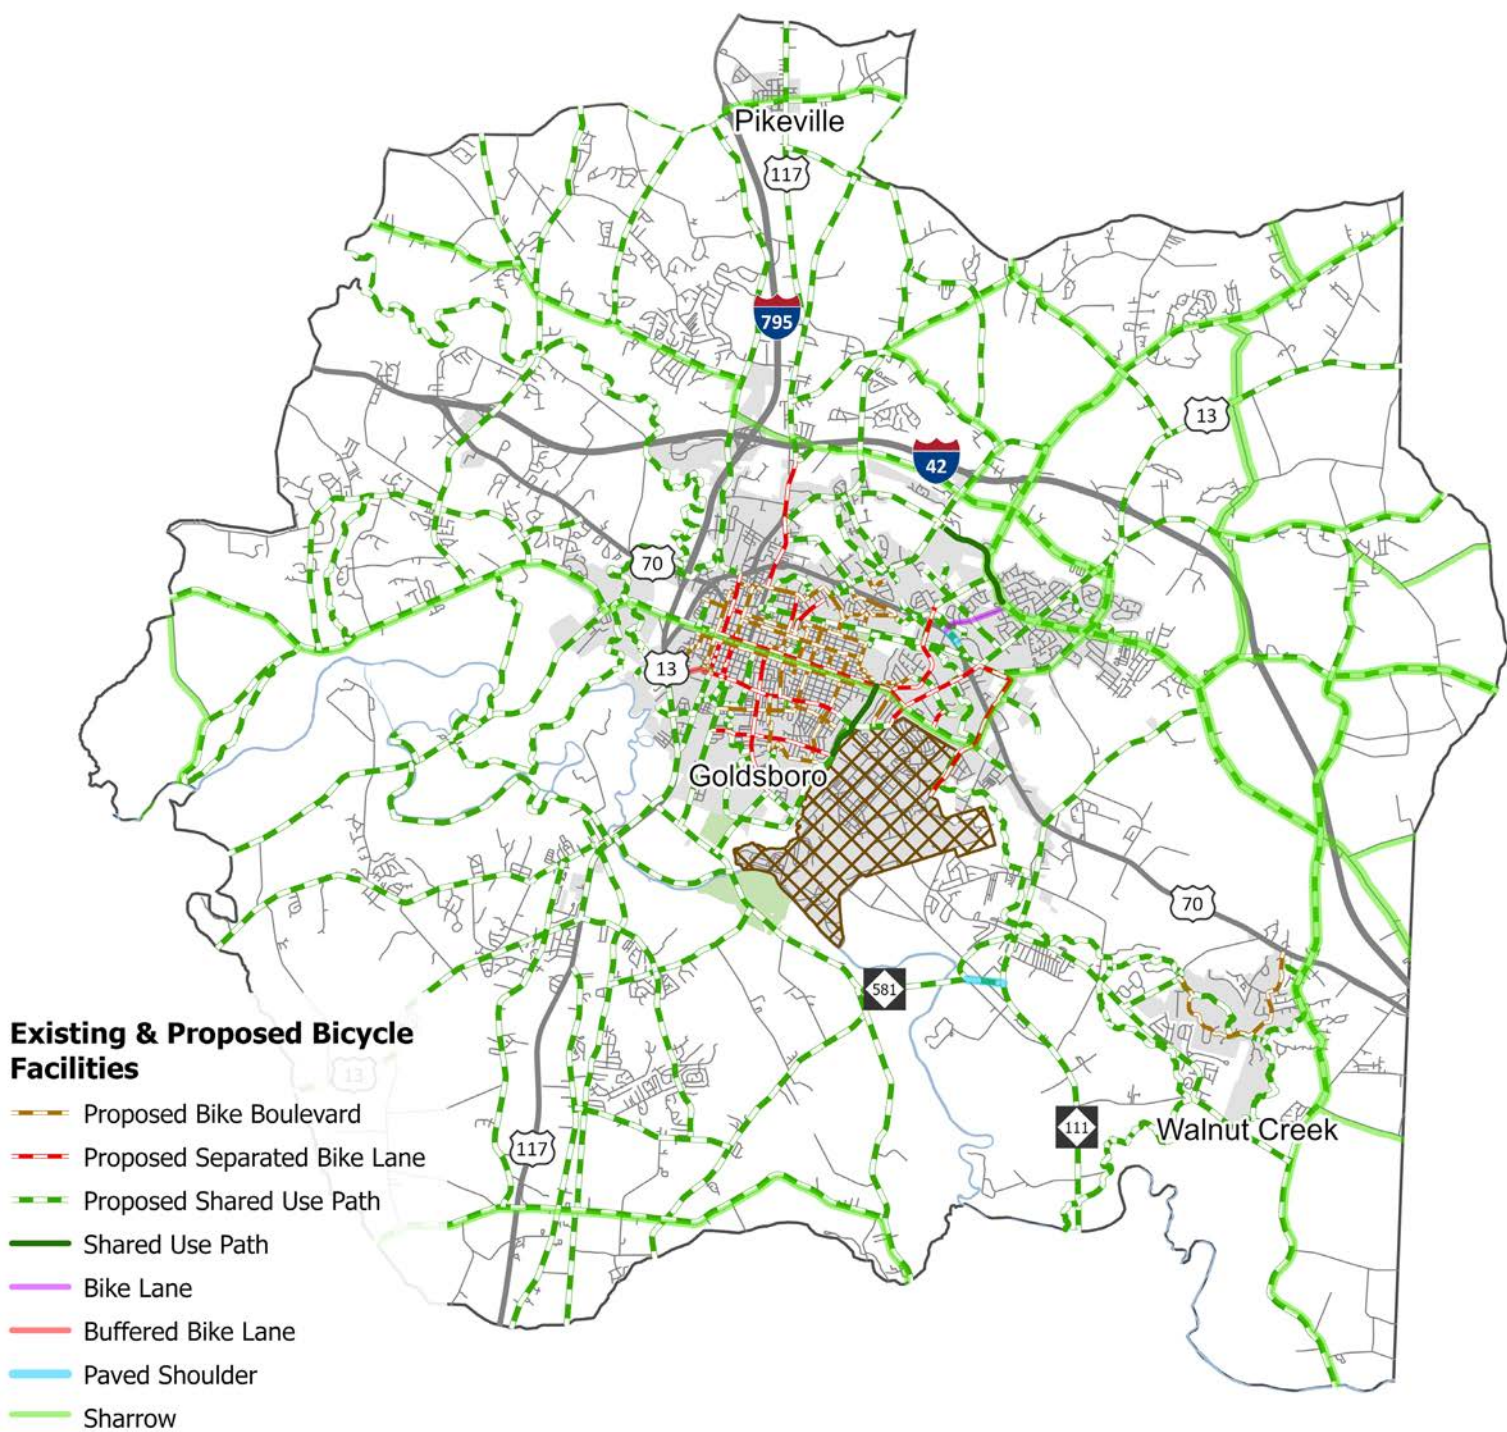 Pikeville
117
795
13
42
70
13
Goldsboro
70
581
Existing & Proposed Bicycle
Facilities
13
Proposed Bike Boulevard
111
Walnut Creek
117
Proposed Separated Bike Lane
Proposed Shared Use Path
Shared Use Path
Bike Lane
Buffered Bike Lane
Paved Shoulder
Sharrow